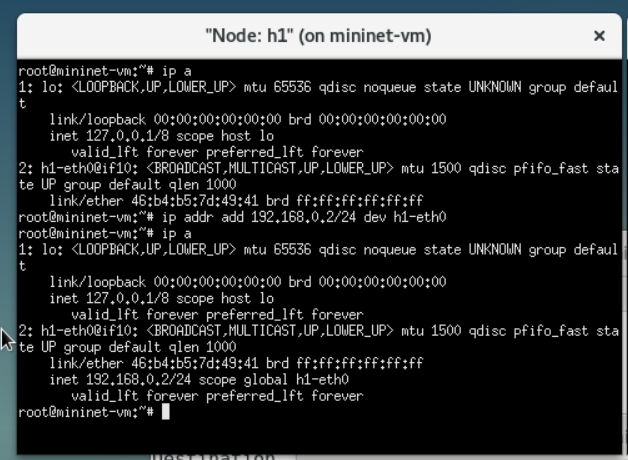 "Node: h1" (on mininet-vm)
root@mininet-vm:~# ip a
1: lo: <LOOPBACK,UP,LOWER_UP> mtu 65536 qdisc noqueue state UNKNOWN group defaul
t
    link/loopback 00:00:00:00:00:00 brd 00:00:00:00:00:00
    inet 127.0.0.1/8 scope host lo
       valid_lft forever preferred_lft forever
2: h1-eth0@if10: <BROADCAST,MULTICAST,UP,LOWER_UP> mtu 1500 qdisc pfifo_fast sta
te UP group default qlen 1000
    link/ether 46:b4:b5:7d:49:41 brd ff:ff:ff:ff:ff:ff
root@mininet-vm:~# ip addr add 192.168.0.2/24 dev h1-eth0
root@mininet-vm:~# ip a
1: lo: <LOOPBACK,UP,LOWER_UP> mtu 65536 qdisc noqueue state UNKNOWN group defaul
t
    link/loopback 00:00:00:00:00:00 brd 00:00:00:00:00:00
    inet 127.0.0.1/8 scope host lo
       valid_lft forever preferred_lft forever
2: h1-eth0@if10: <BROADCAST,MULTICAST,UP,LOWER_UP> mtu 1500 qdisc pfifo_fast sta
te UP group default qlen 1000
    link/ether 46:b4:b5:7d:49:41 brd ff:ff:ff:ff:ff:ff
    inet 192.168.0.2/24 scope global h1-eth0
       valid_lft forever preferred_lft forever
root@mininet-vm:~#
Destination